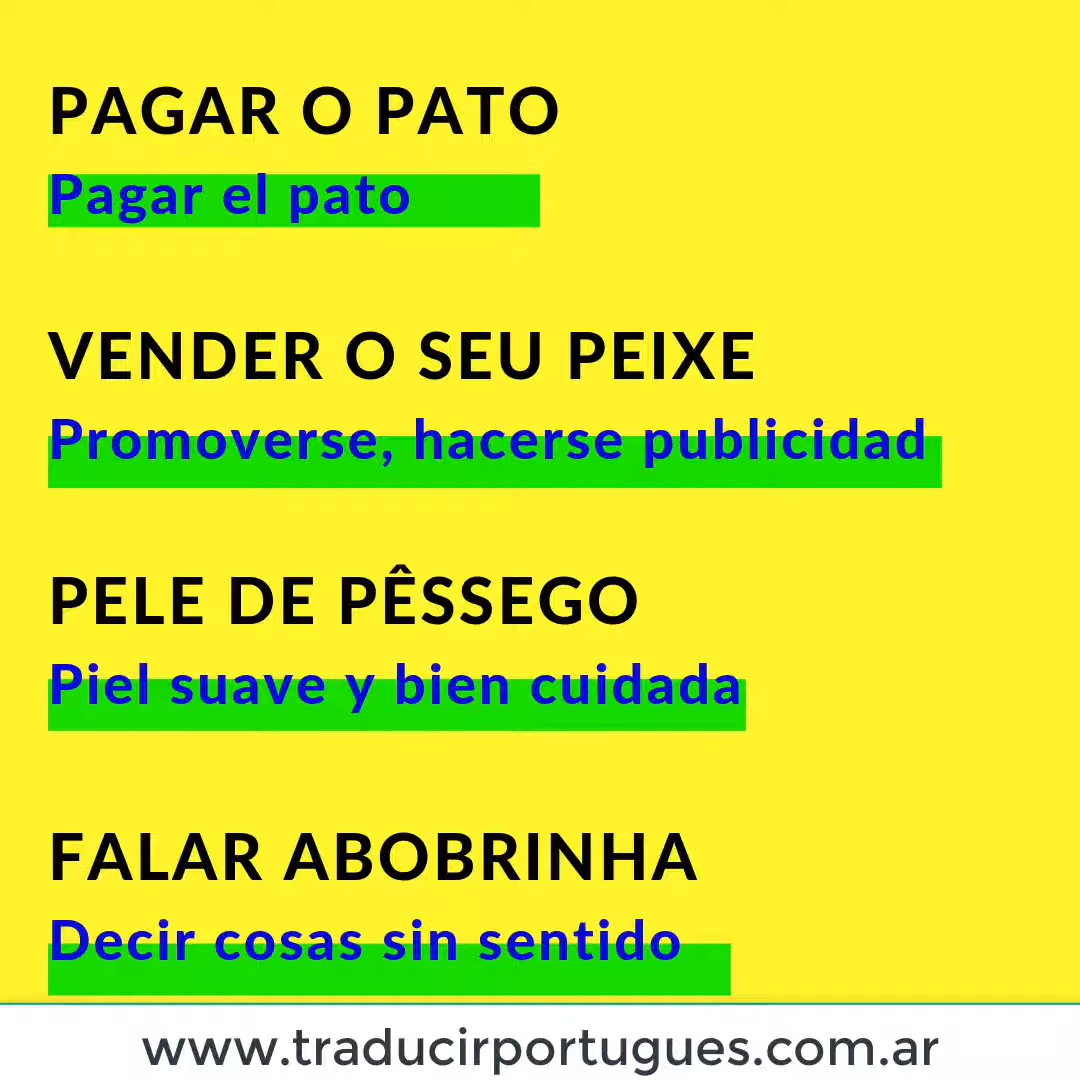 PAGAR O PATO
Pagar el pato
VENDER O SEU PEIXE
Promoverse, hacerse publicidad
PELE DE PÊSSEGO
Piel suave y bien cuidada
FALAR ABOBRINHA
Decir cosas sin sentido
www.traducirportugues.com.ar